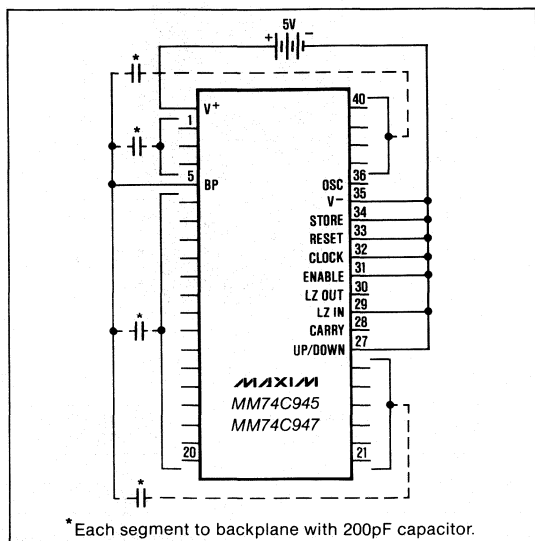 5V
+ −
*
V+
1
*
5 BP
40
36
OSC
35
V−
34
STORE
33
RESET
32
CLOCK
31
ENABLE
30
LZ OUT
29
LZ IN
28
CARRY
27
UP/DOWN
*
MAXIM
MM74C945
MM74C947
20
21
*
*Each segment to backplane with 200pF capacitor.